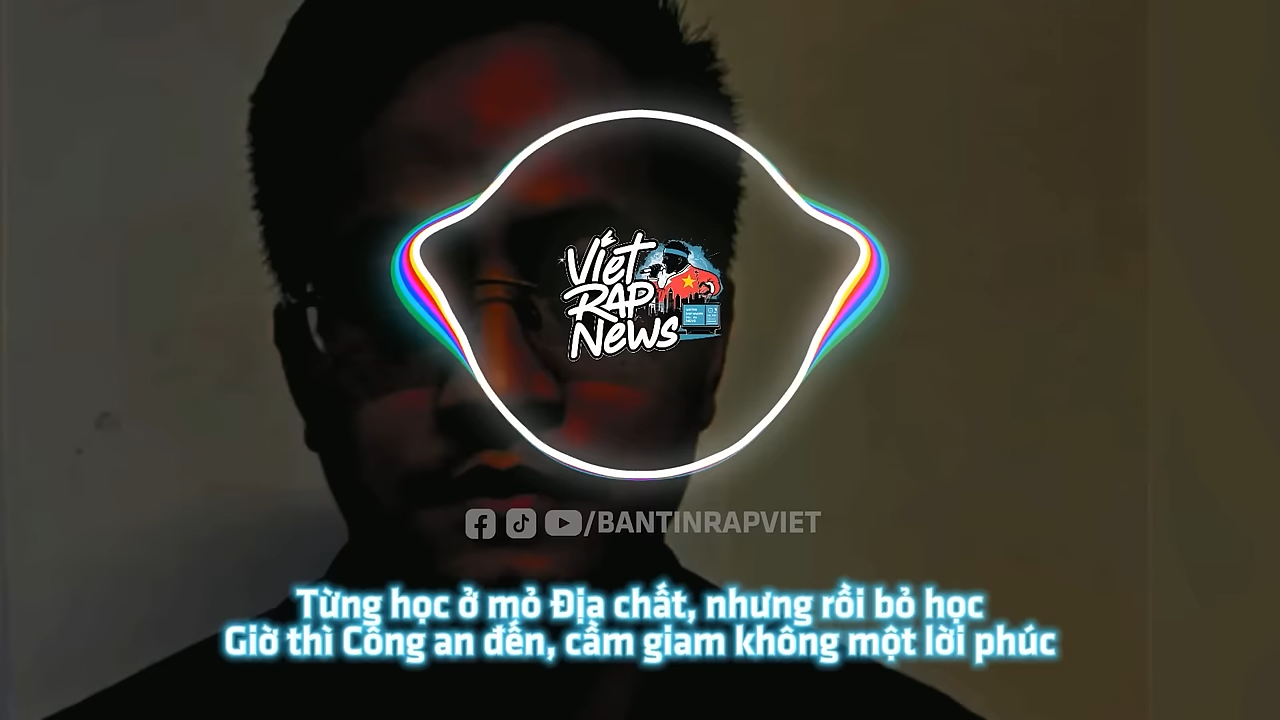 Việt
RAP
News
/BANTINRAPVIET
Từng học ở mỏ Địa chất, nhưng rồi bỏ học
Giờ thì Công an đến, cầm giam không một lời phúc